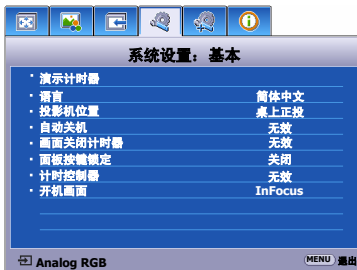 系统设置：基本
· 演示计时器
· 语言 简体中文
· 投影机位置 桌上正投
· 自动关机 无效
· 画面关闭计时器 无效
· 面板按键锁定 关闭
· 计时控制器 无效
· 开机画面 InFocus
Analog RGB MENU 退出